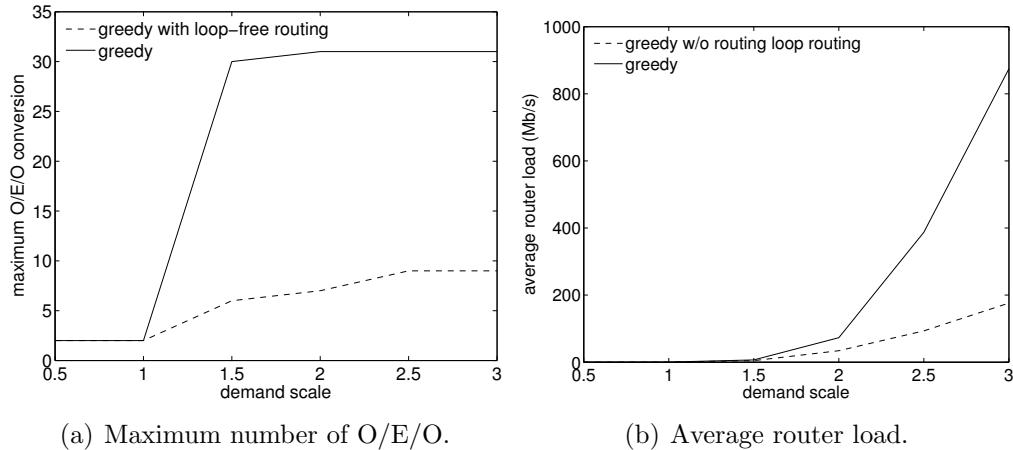 35
30
25
20
15
10
5
0
maximum O/E/O conversion
greedy with loop-free routing
greedy
0.5 1 1.5 2 2.5 3
demand scale
(a) Maximum number of O/E/O.
1000
800
600
400
200
0
average router load (Mb/s)
greedy w/o routing loop routing
greedy
0.5 1 1.5 2 2.5 3
demand scale
(b) Average router load.